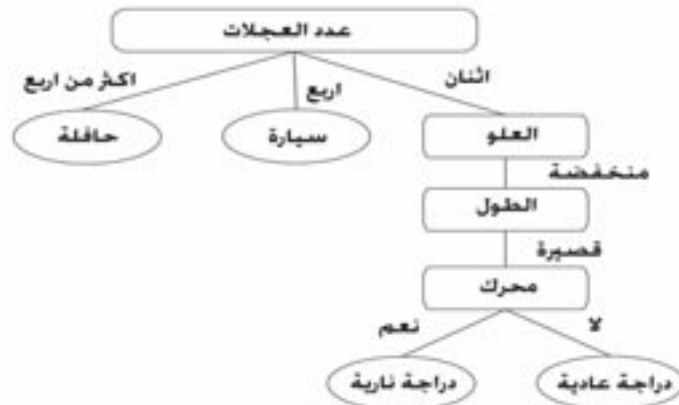 عدد العجلات
اثنان
اربع
اكثر من اربع
العلو
سيارة
حافلة
منخفضة
الطول
قصيرة
محرك
لا
نعم
دراجة عادية
دراجة نارية